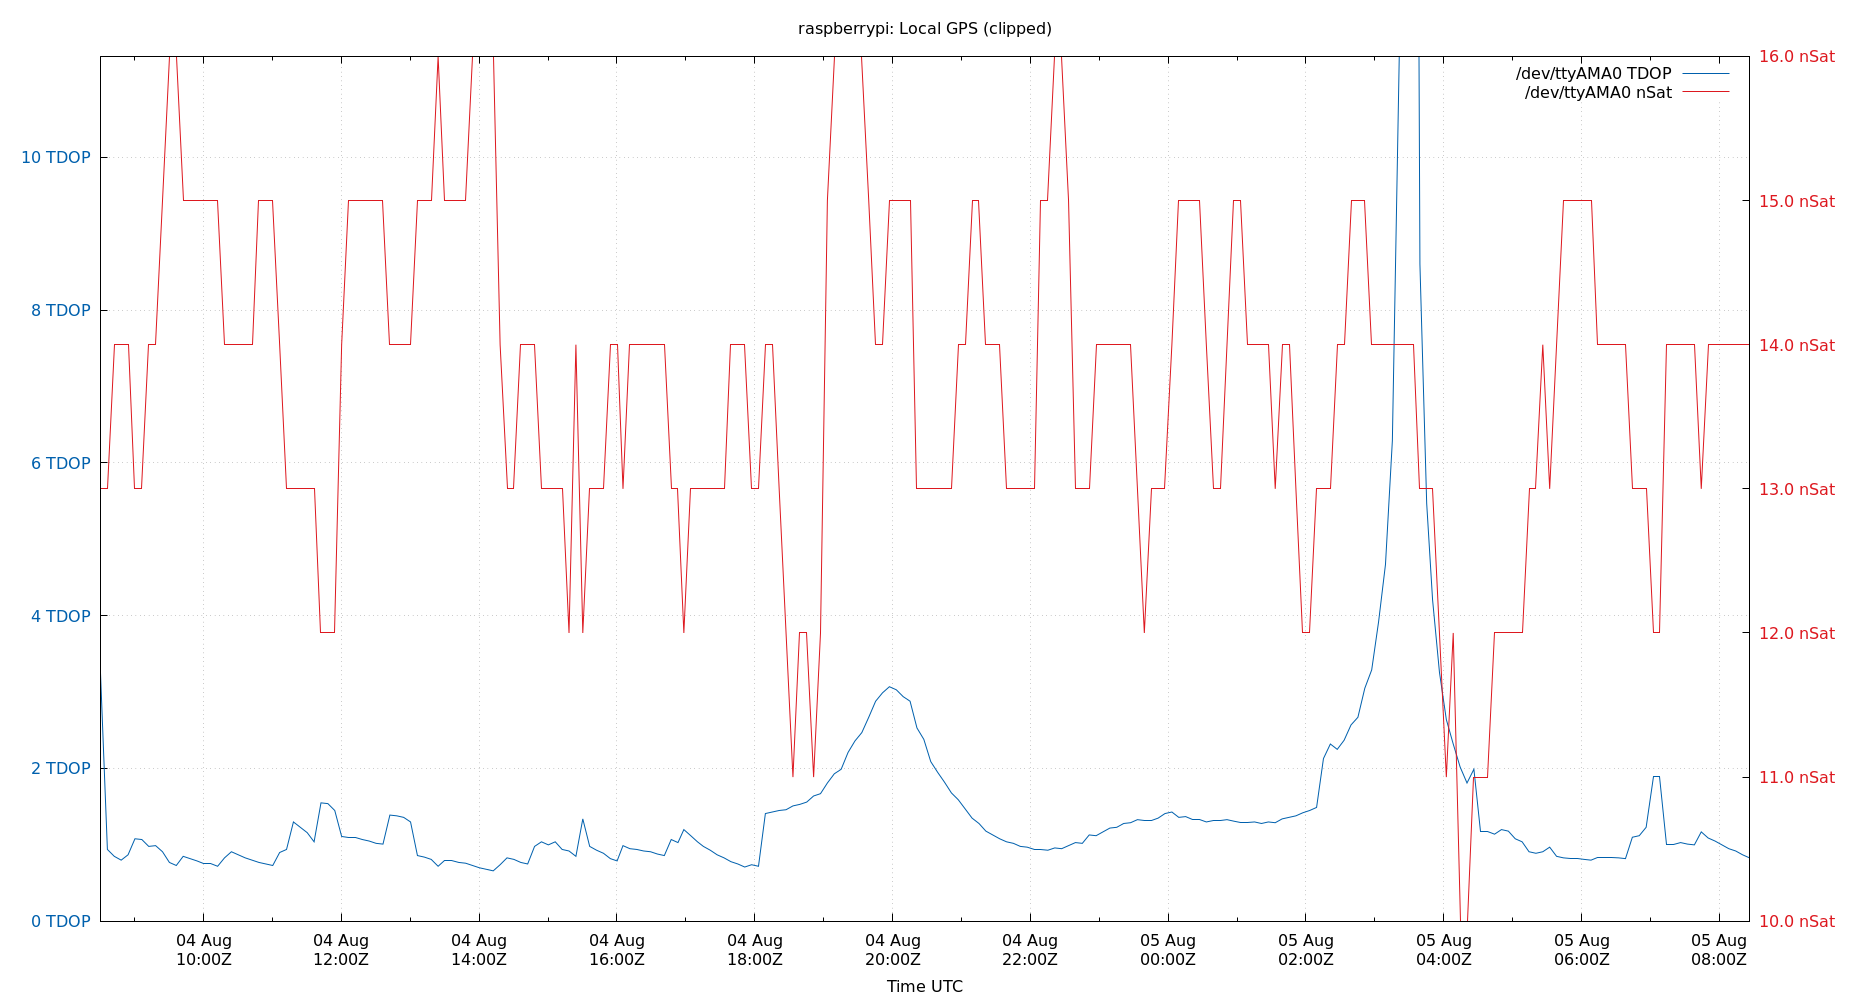 raspberrypi: Local GPS (clipped)
/dev/ttyAMA0 TDOP
/dev/ttyAMA0 nSat
10 TDOP
8 TDOP
6 TDOP
4 TDOP
2 TDOP
0 TDOP
16.0 nSat
15.0 nSat
14.0 nSat
13.0 nSat
12.0 nSat
11.0 nSat
10.0 nSat
04 Aug
10:00Z
04 Aug
12:00Z
04 Aug
14:00Z
04 Aug
16:00Z
04 Aug
18:00Z
04 Aug
20:00Z
04 Aug
22:00Z
05 Aug
00:00Z
05 Aug
02:00Z
05 Aug
04:00Z
05 Aug
06:00Z
05 Aug
08:00Z
Time UTC